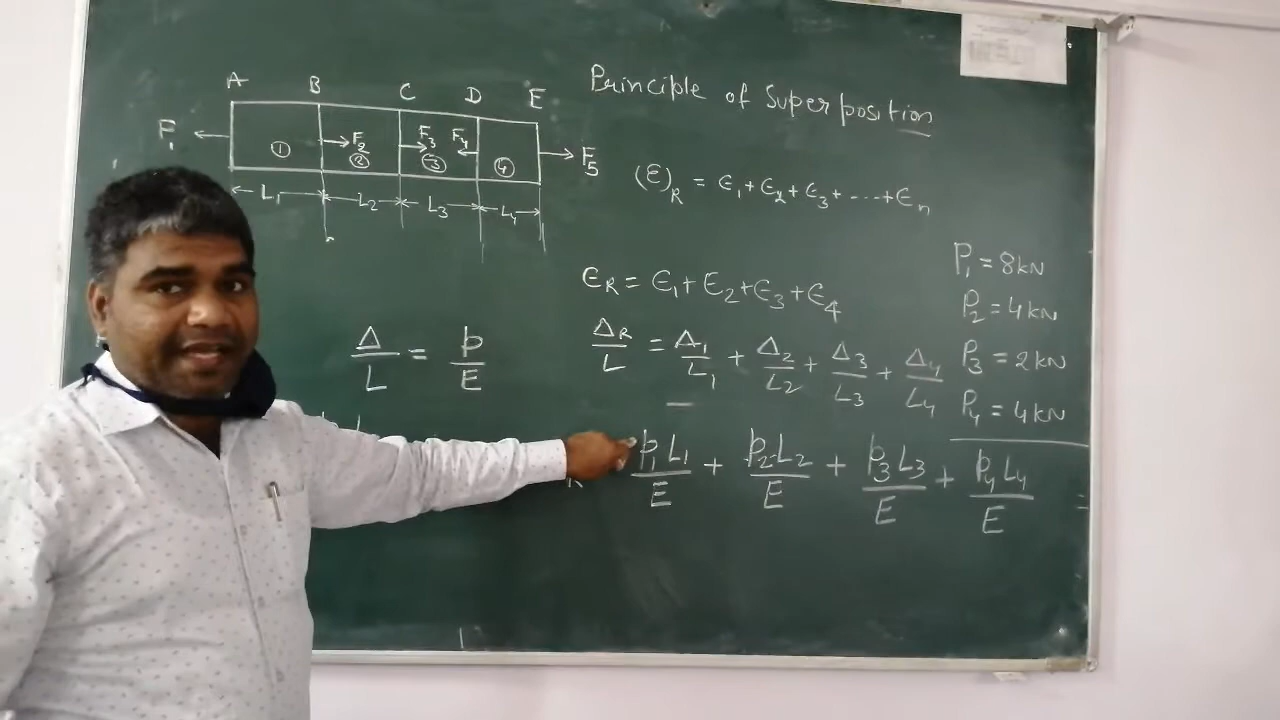 Principle of Superposition
A B C D E
F₁ F₂ F₃ F₄ F₅
① ② ③ ④
L₁ L₂ L₃ L₄
(ε)R = ε₁ + ε₂ + ε₃ + ... + εn
εR = ε₁ + ε₂ + ε₃ + ε₄
Δ/L = p/E
ΔR/L = Δ₁/L₁ + Δ₂/L₂ + Δ₃/L₃ + Δ₄/L₄
P₁ = 8kN
P₂ = 4kN
P₃ = 2kN
P₄ = 4kN
p₁L₁/E + p₂L₂/E + p₃L₃/E + p₄L₄/E =